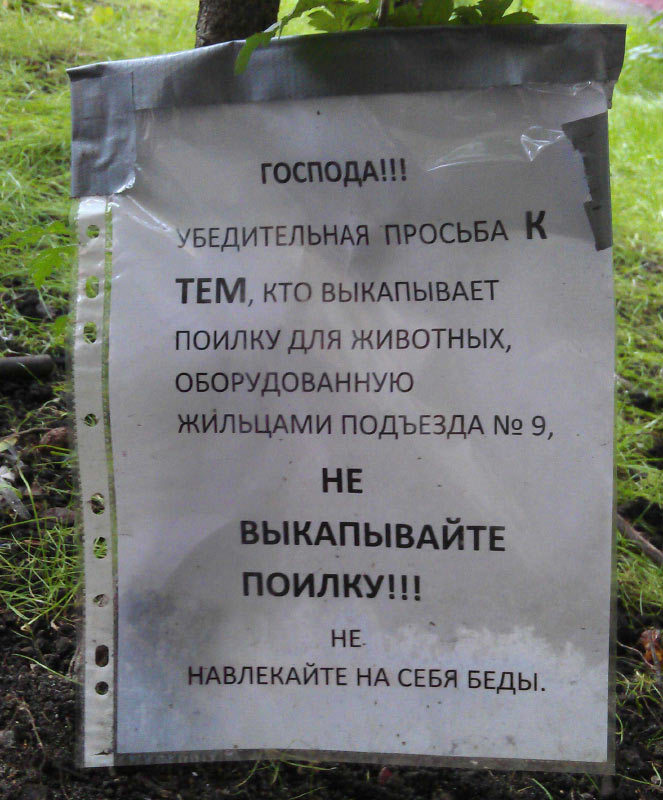 ГОСПОДА!!!
УБЕДИТЕЛЬНАЯ ПРОСЬБА К
ТЕМ, КТО ВЫКАПЫВАЕТ
ПОИЛКУ ДЛЯ ЖИВОТНЫХ,
ОБОРУДОВАННУЮ
ЖИЛЬЦАМИ ПОДЪЕЗДА № 9,
НЕ
ВЫКАПЫВАЙТЕ
ПОИЛКУ!!!
НЕ
НАВЛЕКАЙТЕ НА СЕБЯ БЕДЫ.